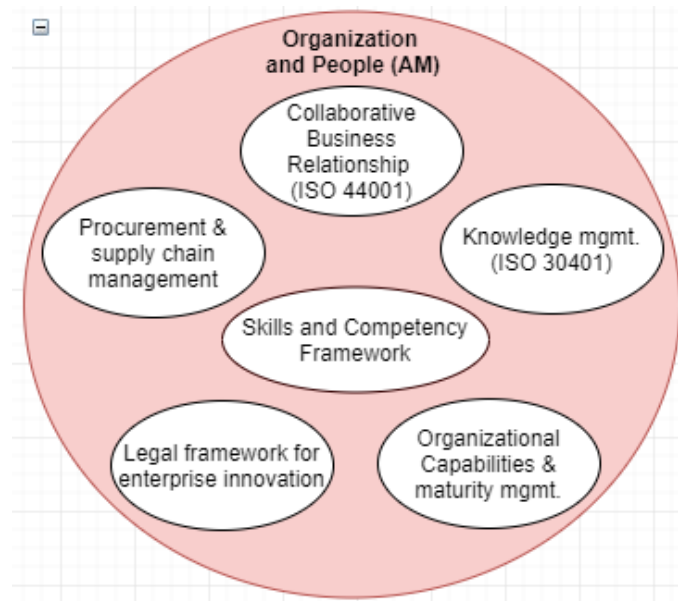 Organization
and People (AM)
Collaborative
Business
Relationship
(ISO 44001)
Procurement &
supply chain
management
Knowledge mgmt.
(ISO 30401)
Skills and Competency
Framework
Legal framework for
enterprise innovation
Organizational
Capabilities &
maturity mgmt.